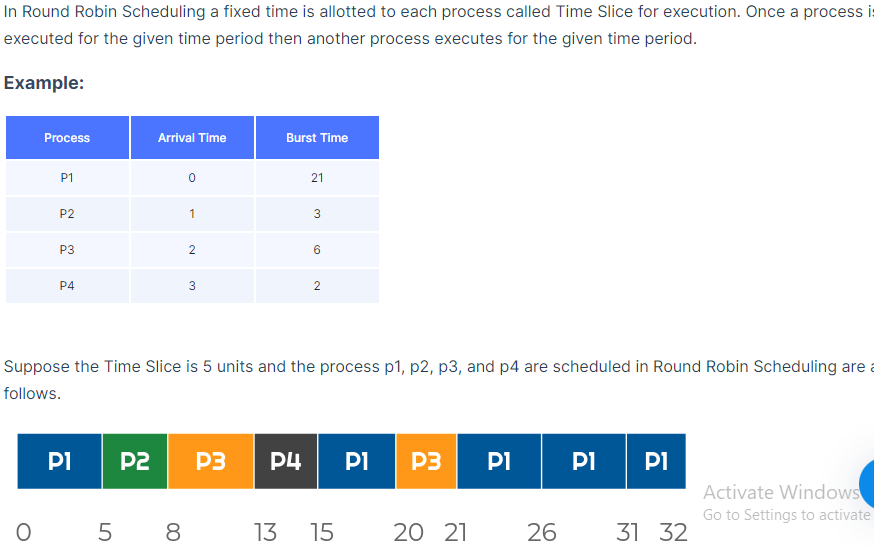 In Round Robin Scheduling a fixed time is allotted to each process called Time Slice for execution. Once a process is
executed for the given time period then another process executes for the given time period.
Example:
Process Arrival Time Burst Time
P1 0 21
P2 1 3
P3 2 6
P4 3 2
Suppose the Time Slice is 5 units and the process p1, p2, p3, and p4 are scheduled in Round Robin Scheduling are
follows.
P1 P2 P3 P4 P1 P3 P1 P1 P1
0 5 8 13 15 20 21 26 31 32
Activate Windows
Go to Settings to activate